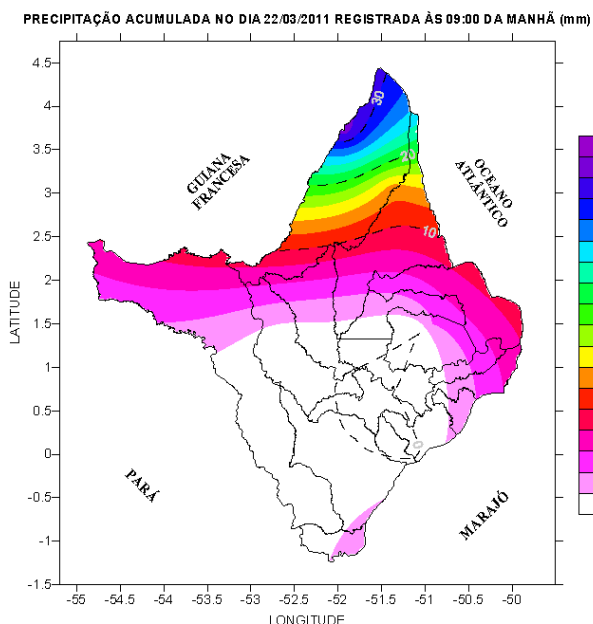 PRECIPITAÇÃO ACUMULADA NO DIA 22/03/2011 REGISTRADA ÀS 09:00 DA MANHÃ (mm)
4.5
4
3.5
3
2.5
2
1.5
1
0.5
0
-0.5
-1
-1.5
LATITUDE
GUIANA
FRANCESA
OCEANO
ATLÂNTICO
30
20
10
0
PARÁ
MARAJÓ
-55 -54.5 -54 -53.5 -53 -52.5 -52 -51.5 -51 -50.5 -50
LONGITUDE